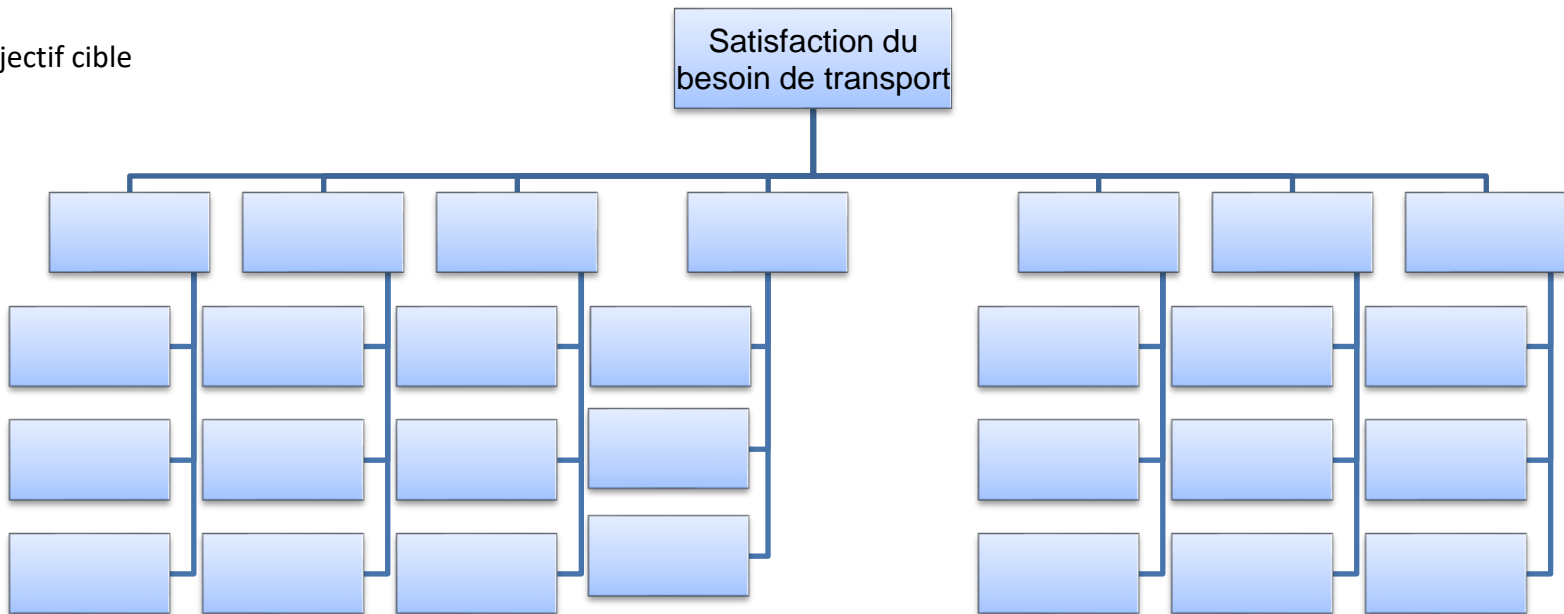 jectif cible
Satisfaction du
besoin de transport